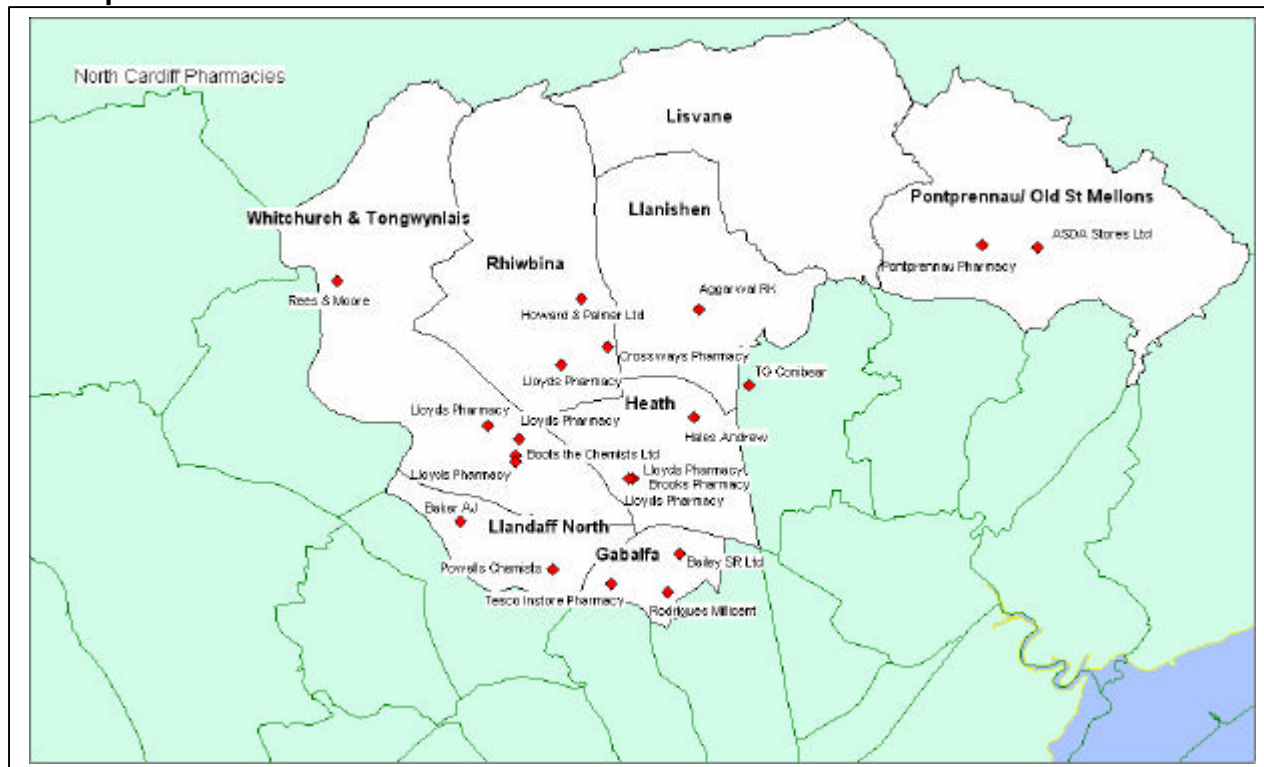 North Cardiff Pharmacies
Lisvane
Llanishen
Pontprennau/ Old St Mellons
Whitchurch & Tongwynlais
ASDA Stores Ltd
Rhiwbina
Pontprennau Pharmacy
Rees & Moore
Aggarwal RK
Howard & Palmer Ltd
Crossways Pharmacy
TG Conibear
Lloyds Pharmacy
Heath
Lloyds Pharmacy
Lloyds Pharmacy
Hales Andrew
Boots the Chemists Ltd
Lloyds Pharmacy
Lloyds Pharmacy
Brooks Pharmacy
Lloyds Pharmacy
Baker AJ
Llandaff North
Gabalfa
Bailey SR Ltd
Powells Chemists
Tesco Instore Pharmacy
Rodrigues Millicent